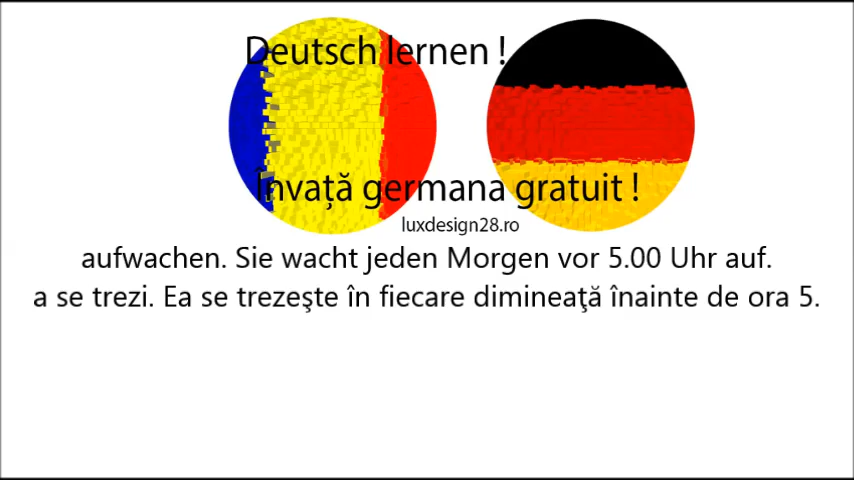 Deutsch lernen !
Învață germana gratuit !
luxdesign28.ro
aufwachen. Sie wacht jeden Morgen vor 5.00 Uhr auf.
a se trezi. Ea se trezeşte în fiecare dimineaţă înainte de ora 5.